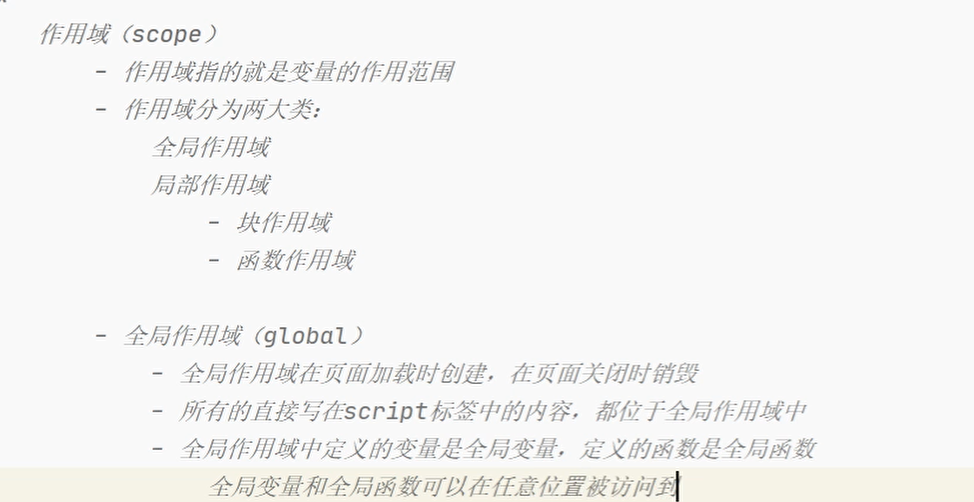 作用域（scope）
- 作用域指的就是变量的作用范围
- 作用域分为两大类：
全局作用域
局部作用域
- 块作用域
- 函数作用域
- 全局作用域（global）
- 全局作用域在页面加载时创建，在页面关闭时销毁
- 所有的直接写在script标签中的内容，都位于全局作用域中
- 全局作用域中定义的变量是全局变量，定义的函数是全局函数
全局变量和全局函数可以在任意位置被访问到